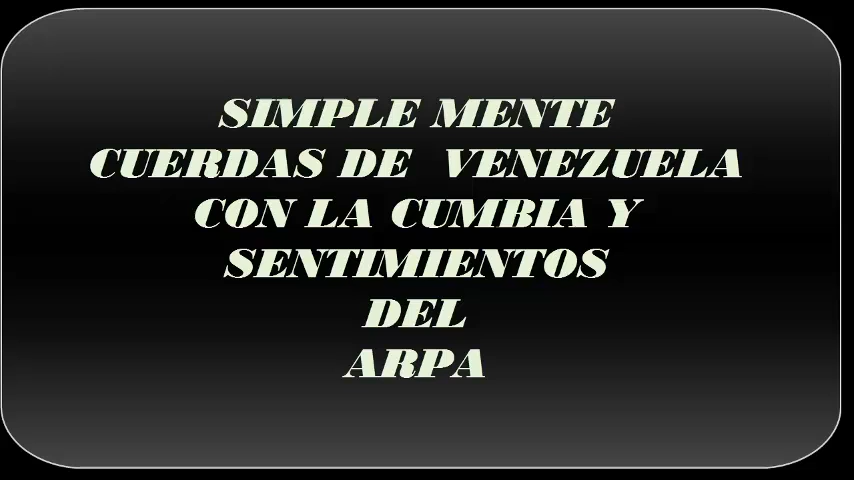 SIMPLE MENTE
CUERDAS DE VENEZUELA
CON LA CUMBIA Y
SENTIMIENTOS
DEL
ARPA